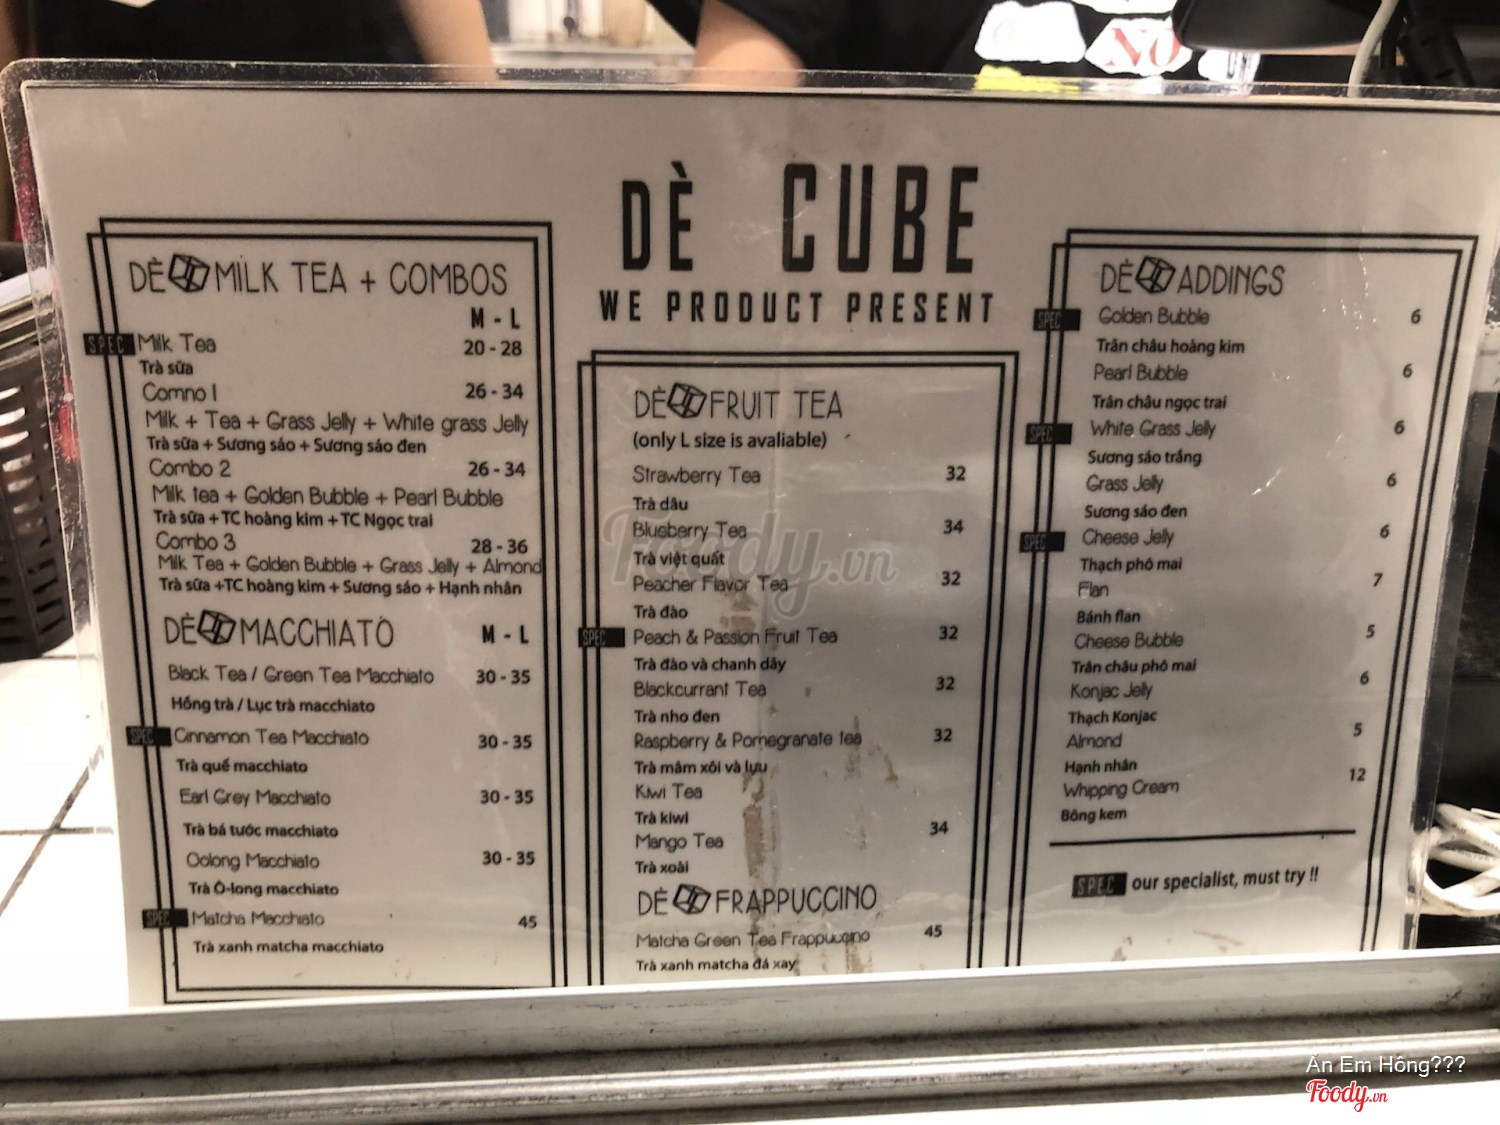 NO
DÈ CUBE
WE PRODUCT PRESENT
DÈ MILK TEA + COMBOS
M - L
SPEC Milk Tea 20 - 28
Trà sữa
Comno 1 26 - 34
Milk + Tea + Grass Jelly + White grass Jelly
Trà sữa + Sương sáo + Sương sáo đen
Combo 2 26 - 34
Milk tea + Golden Bubble + Pearl Bubble
Trà sữa + TC hoàng kim + TC Ngọc trai
Combo 3 28 - 36
Milk Tea + Golden Bubble + Grass Jelly + Almond
Trà sữa +TC hoàng kim + Sương sáo + Hạnh nhân
DÈ MACCHIATO M - L
Black Tea / Green Tea Macchiato 30 - 35
Hồng trà / Lục trà macchiato
SPEC Cinnamon Tea Macchiato 30 - 35
Trà quế macchiato
Earl Grey Macchiato 30 - 35
Trà bá tước macchiato
Oolong Macchiato 30 - 35
Trà Ô-long macchiato
SPEC Matcha Macchiato 45
Trà xanh matcha macchiato
DÈ FRUIT TEA
(only L size is avaliable)
Strawberry Tea 32
Trà dâu
Blueberry Tea 34
Trà việt quất
Peacher Flavor Tea 32
Trà đào
SPEC Peach & Passion Fruit Tea 32
Trà đào và chanh dây
Blackcurrant Tea 32
Trà nho đen
Raspberry & Pomegranate tea 32
Trà mâm xôi và lựu
Kiwi Tea
Trà kiwi
Mango Tea 34
Trà xoài
DÈ FRAPPUCCINO
Matcha Green Tea Frappuccino 45
Trà xanh matcha đá xay
DÈ ADDINGS
SPEC Golden Bubble 6
Trân châu hoàng kim
Pearl Bubble 6
Trân châu ngọc trai
SPEC White Grass Jelly 6
Sương sáo trắng
Grass Jelly 6
Sương sáo đen
SPEC Cheese Jelly 6
Thạch phô mai
Flan 7
Bánh flan
Cheese Bubble 5
Trân châu phô mai
Konjac Jelly 6
Thạch Konjac
Almond 5
Hạnh nhân
Whipping Cream 12
Bông kem
SPEC our specialist, must try !!
Foody.vn
An Em Hông???
Foody.vn